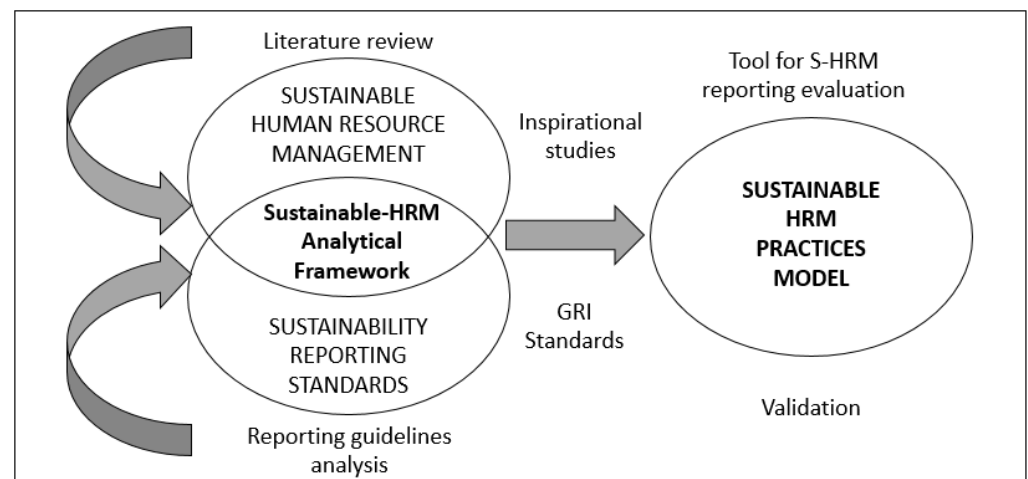 Literature review
SUSTAINABLE
HUMAN RESOURCE
MANAGEMENT
Sustainable-HRM
Analytical
Framework
SUSTAINABILITY
REPORTING
STANDARDS
Reporting guidelines
analysis
Inspirational
studies
GRI
Standards
Tool for S-HRM
reporting evaluation
SUSTAINABLE
HRM
PRACTICES
MODEL
Validation